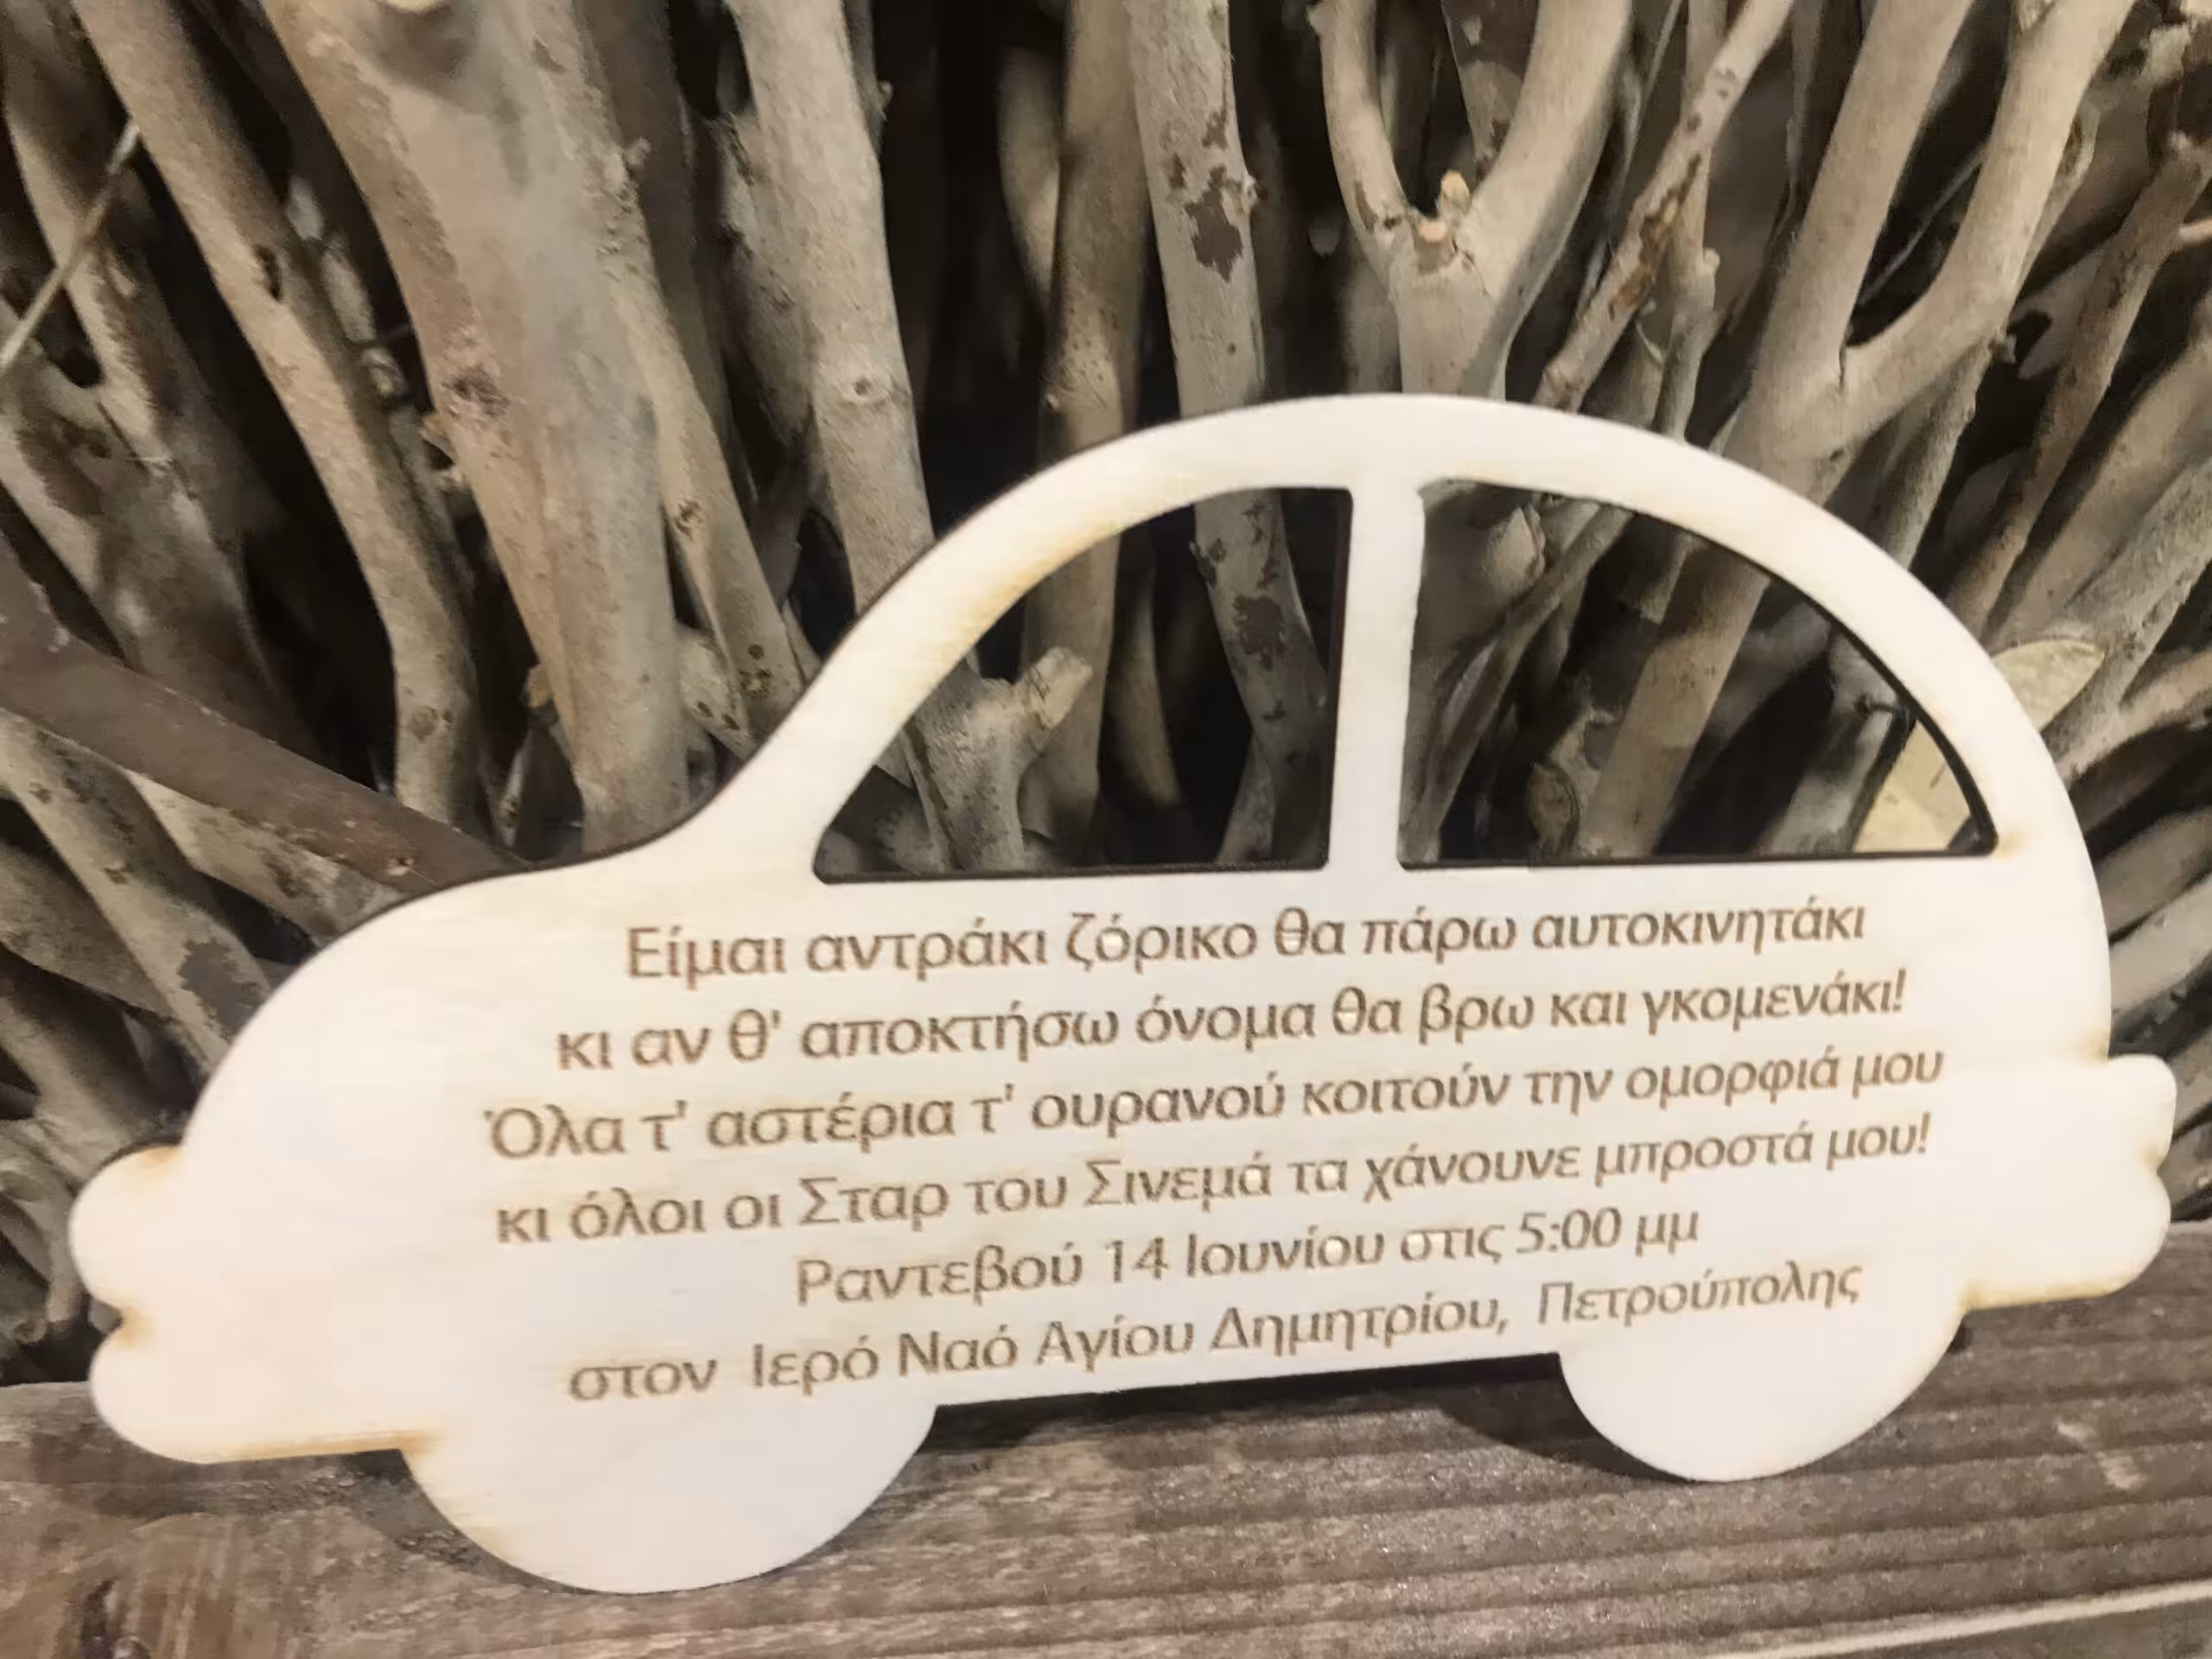 Είμαι αντράκι ζόρικο θα πάρω αυτοκινητάκι
κι αν θ' αποκτήσω όνομα θα βρω και γκομενάκι!
Όλα τ' αστέρια τ' ουρανού κοιτούν την ομορφιά μου
κι όλοι οι Σταρ του Σινεμά τα χάνουνε μπροστά μου!
Ραντεβού 14 Ιουνίου στις 5:00 μμ
στον Ιερό Ναό Αγίου Δημητρίου, Πετρούπολης